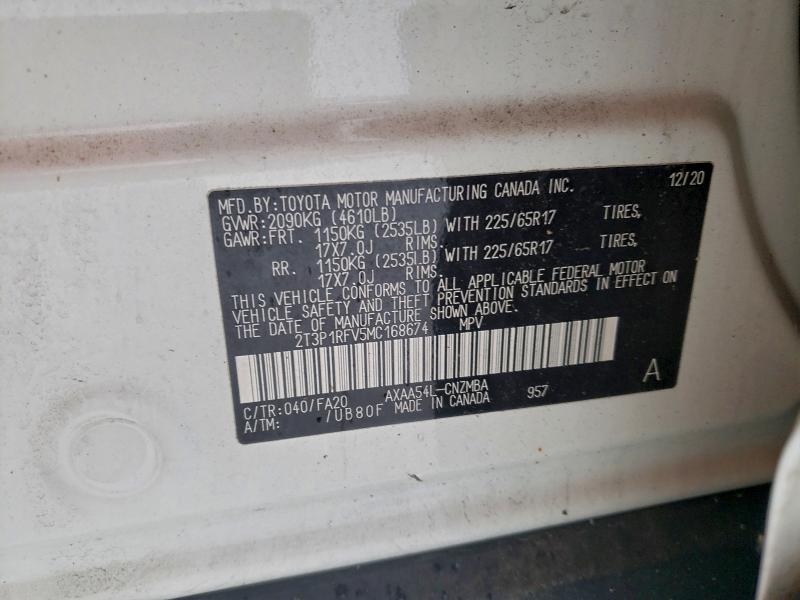 MFD.BY:TOYOTA MOTOR MANUFACTURING CANADA INC. 12/20
GVWR:2090KG (4610LB)
GAWR:FRT. 1150KG (2535LB) WITH 225/65R17 TIRES,
17X7.0J RIMS.
RR. 1150KG (2535LB) WITH 225/65R17 TIRES,
17X7.0J RIMS.
THIS VEHICLE CONFORMS TO ALL APPLICABLE FEDERAL MOTOR
VEHICLE SAFETY AND THEFT PREVENTION STANDARDS IN EFFECT ON
THE DATE OF MANUFACTURE SHOWN ABOVE.
2T3P1RFV5MC168674 MPV
A
C/TR:040/FA20 AXAA54L-CNZMBA 957
A/TM: /UB80F MADE IN CANADA